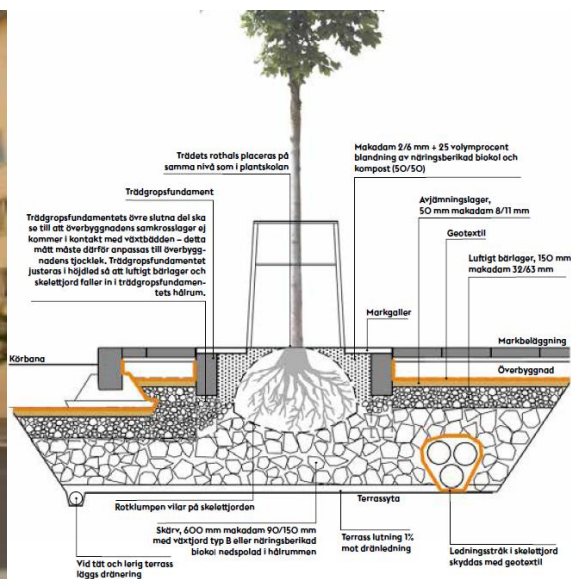 Trädets rothals placeras på
samma nivå som i plantskolan
Trädgropsfundament
Trädgropsfundamentets övre slutna del ska
se till att överbyggnadens samkrosslager ej
kommer i kontakt med växtbädden – detta
mått måste därför anpassas till överbygg-
nadens tjocklek. Trädgropsfundamentet
justeras i höjdled så att luftigt bärlager och
skelettjord faller in i trädgropsfundamen-
tets hålrum.
Makadam 2/6 mm + 25 volymprocent
blandning av näringsberikad biokol och
kompost (50/50)
Avjämningslager,
50 mm makadam 8/11 mm
Geotextil
Luftigt bärlager, 150 mm
makadam 32/63 mm
Markgaller
Markbeläggning
Körbana
Överbyggnad
Rotklumpen vilar på skelettjorden
Terrassyta
Skärv, 600 mm makadam 90/150 mm
med växtjord typ B eller näringsberikad
biokol nedspolad i hålrummen
Terrass lutning 1%
mot dränledning
Ledningsstråk i skelettjord
skyddas med geotextil
Vid tät och lerig terrass
läggs dränering